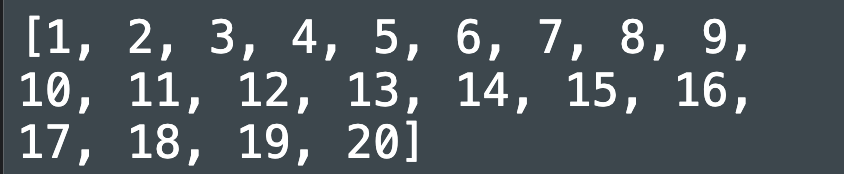 [1, 2, 3, 4, 5, 6, 7, 8, 9,
10, 11, 12, 13, 14, 15, 16,
17, 18, 19, 20]